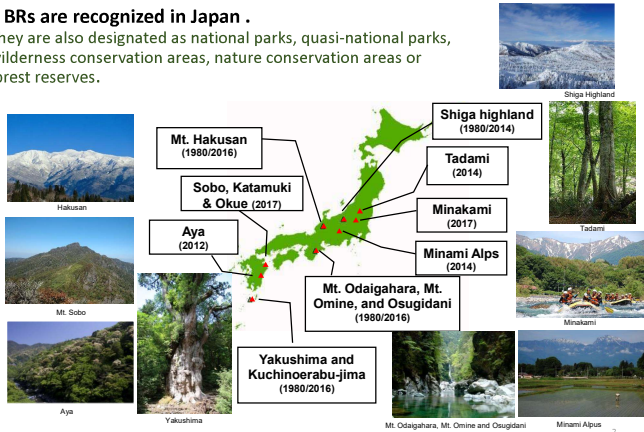 BRs are recognized in Japan .
hey are also designated as national parks, quasi-national parks,
ilderness conservation areas, nature conservation areas or
rest reserves.
Shiga Highland
Mt. Hakusan
(1980/2016)
Shiga highland
(1980/2014)
Tadami
(2014)
Sobo, Katamuki
& Okue (2017)
Minakami
(2017)
Aya
(2012)
Minami Alps
(2014)
Mt. Odaigahara, Mt.
Omine, and Osugidani
(1980/2016)
Yakushima and
Kuchinoerabu-jima
(1980/2016)
Hakusan
Mt. Sobo
Aya
Yakushima
Tadami
Minakami
Mt. Odaigahara, Mt. Omine and Osugidani
Minami Alpus